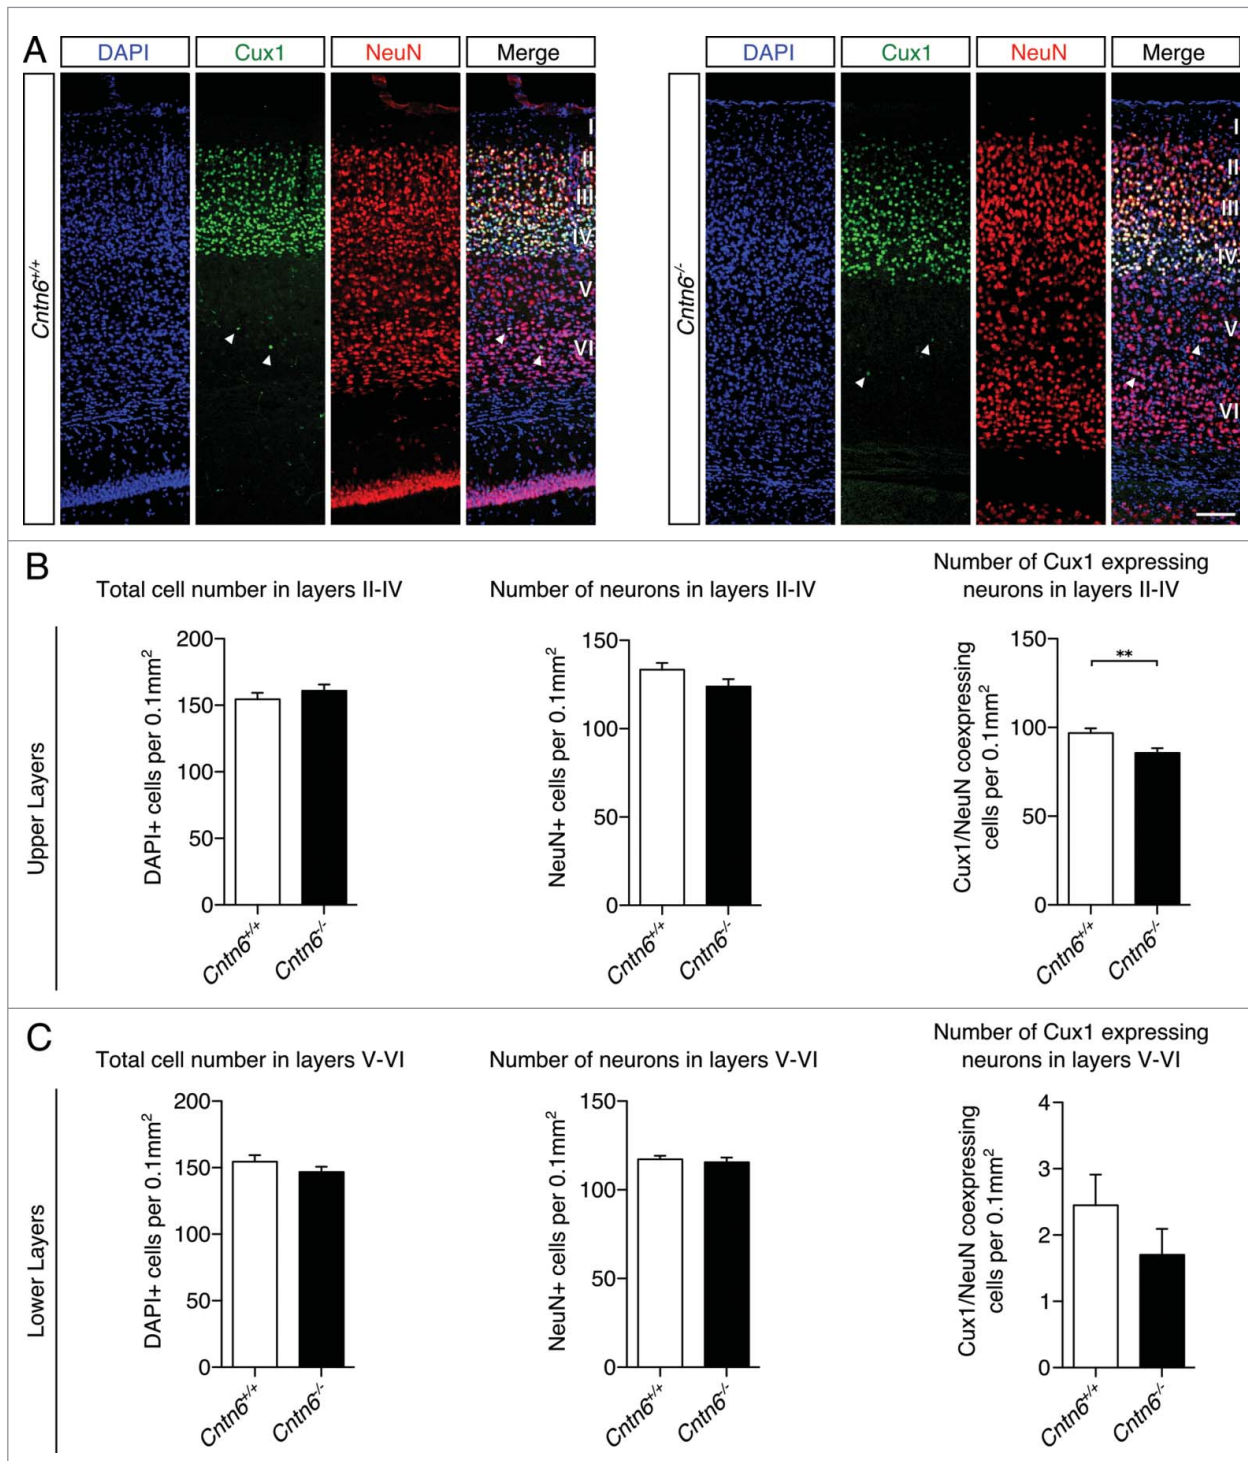 A
DAPI Cux1 NeuN Merge
DAPI Cux1 NeuN Merge
Cntn6+/+
I
II
III
IV
V
VI
Cntn6-/-
I
II
III
IV
V
VI
B
Upper Layers
Total cell number in layers II-IV
DAPI+ cells per 0.1mm2
200
150
100
50
0
Cntn6+/+
Cntn6-/-
Number of neurons in layers II-IV
NeuN+ cells per 0.1mm2
150
100
50
0
Cntn6+/+
Cntn6-/-
Number of Cux1 expressing
neurons in layers II-IV
Cux1/NeuN coexpressing
cells per 0.1mm2
150
100
50
0
**
Cntn6+/+
Cntn6-/-
C
Lower Layers
Total cell number in layers V-VI
DAPI+ cells per 0.1mm2
200
150
100
50
0
Cntn6+/+
Cntn6-/-
Number of neurons in layers V-VI
NeuN+ cells per 0.1mm2
150
100
50
0
Cntn6+/+
Cntn6-/-
Number of Cux1 expressing
neurons in layers V-VI
Cux1/NeuN coexpressing
cells per 0.1mm2
4
3
2
1
0
Cntn6+/+
Cntn6-/-